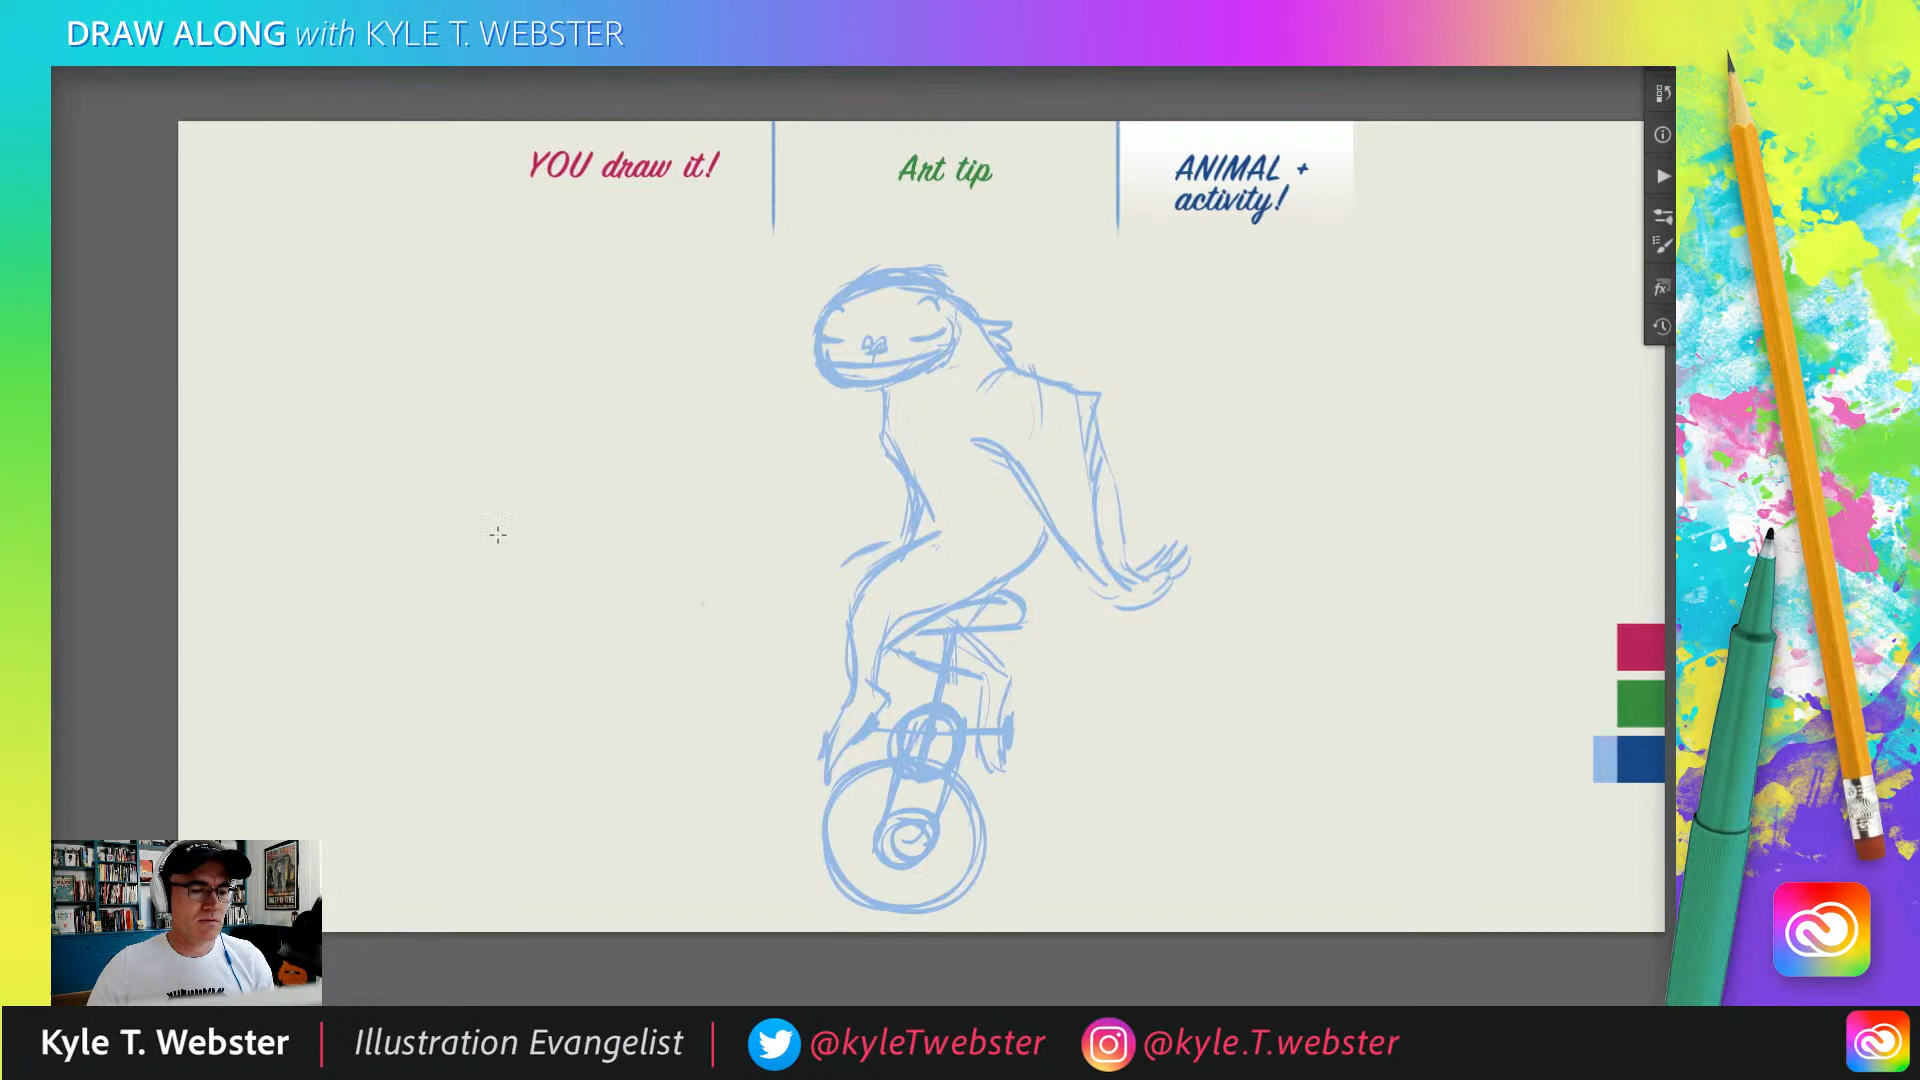 DRAW ALONG with KYLE T. WEBSTER
YOU draw it!
Art tip
ANIMAL +
activity!
Kyle T. Webster | Illustration Evangelist | @kyleTwebster @kyle.T.webster